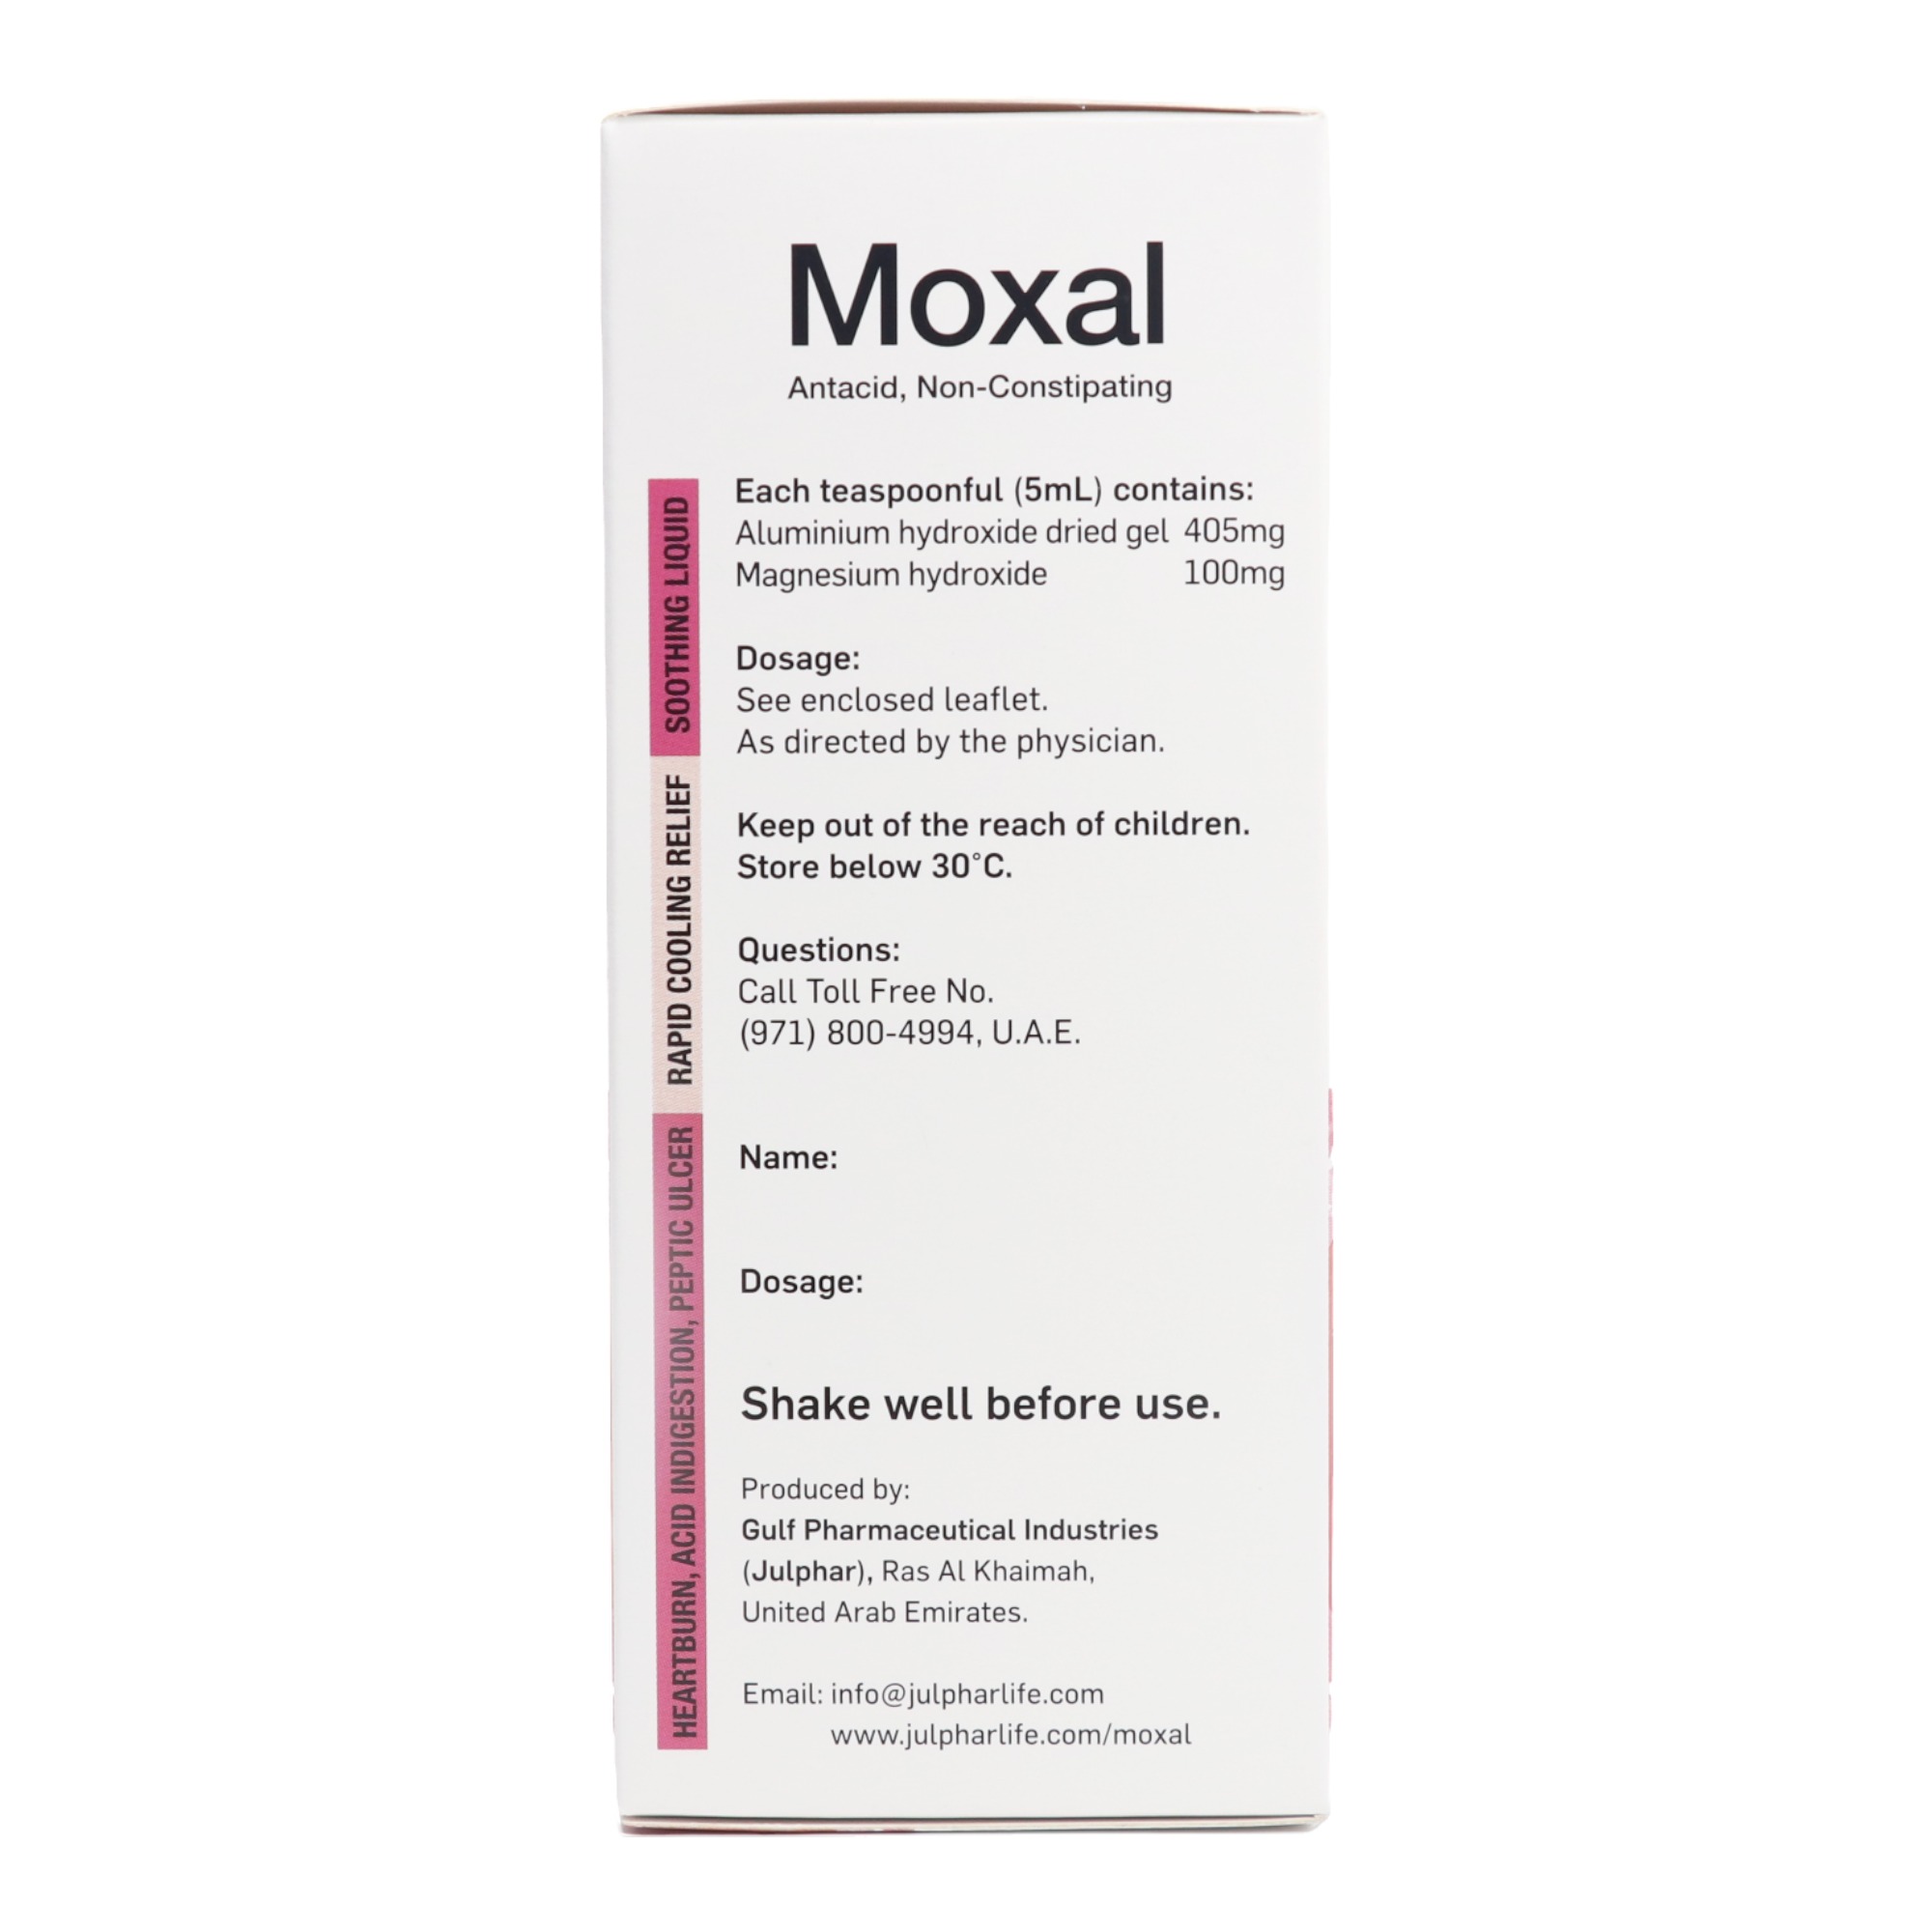 Moxal
Antacid, Non-Constipating
SOOTHING LIQUID
RAPID COOLING RELIEF
HEARTBURN, ACID INDIGESTION, PEPTIC ULCER
Each teaspoonful (5mL) contains:
Aluminium hydroxide dried gel 405mg
Magnesium hydroxide 100mg
Dosage:
See enclosed leaflet.
As directed by the physician.
Keep out of the reach of children.
Store below 30°C.
Questions:
Call Toll Free No.
(971) 800-4994, U.A.E.
Name:
Dosage:
Shake well before use.
Produced by:
Gulf Pharmaceutical Industries
(Julphar), Ras Al Khaimah,
United Arab Emirates.
Email: info@julpharlife.com
www.julpharlife.com/moxal